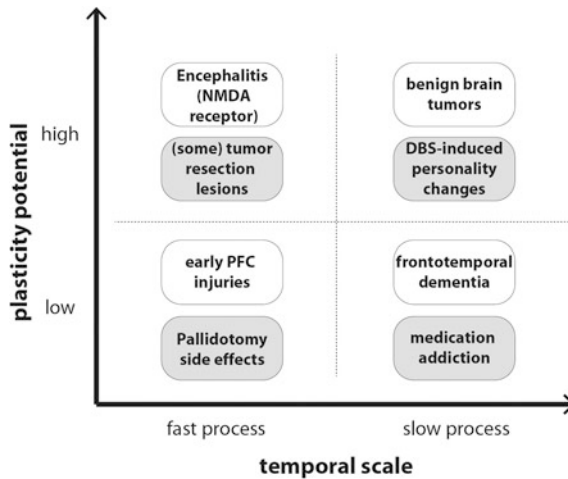 plasticity potential
high
low
Encephalitis
(NMDA
receptor)
(some) tumor
resection
lesions
benign brain
tumors
DBS-induced
personality
changes
early PFC
injuries
Pallidotomy
side effects
frontotemporal
dementia
medication
addiction
fast process
slow process
temporal scale